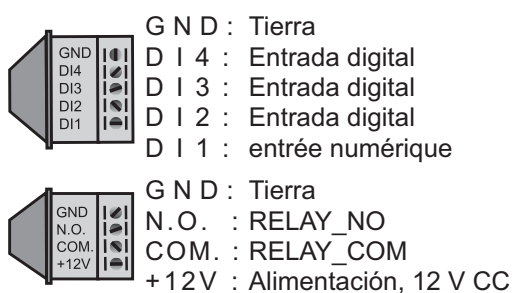 GND
DI4
DI3
DI2
DI1
G N D : Tierra
D I 4 : Entrada digital
D I 3 : Entrada digital
D I 2 : Entrada digital
D I 1 : entrée numérique
GND
N.O.
COM.
+12V
G N D : Tierra
N.O. : RELAY_NO
COM. : RELAY_COM
+12V : Alimentación, 12 V CC